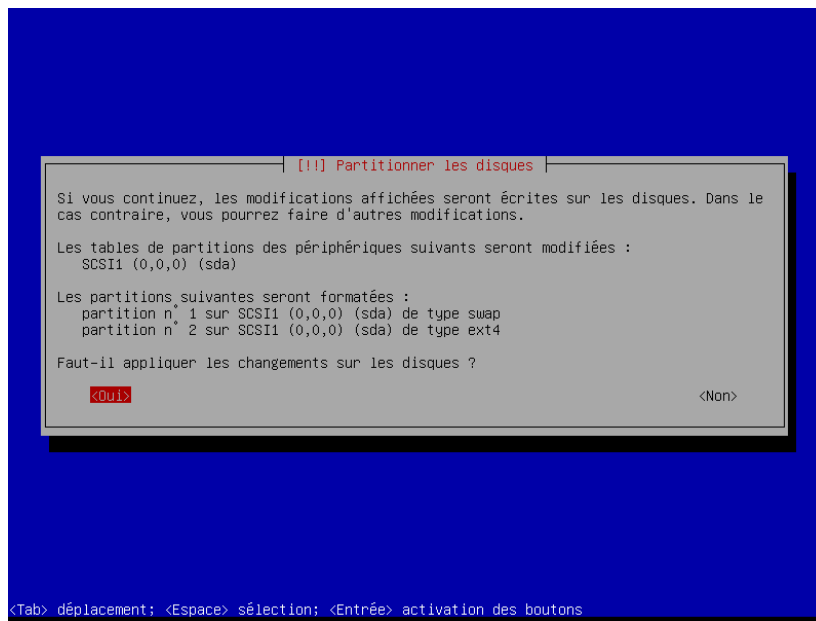 [!!] Partitionner les disques
Si vous continuez, les modifications affichées seront écrites sur les disques. Dans le
cas contraire, vous pourrez faire d'autres modifications.
Les tables de partitions des périphériques suivants seront modifiées :
SCSI1 (0,0,0) (sda)
Les partitions suivantes seront formatées :
partition n° 1 sur SCSI1 (0,0,0) (sda) de type swap
partition n° 2 sur SCSI1 (0,0,0) (sda) de type ext4
Faut-il appliquer les changements sur les disques ?
<Oui> <Non>
<Tab> déplacement; <Espace> sélection; <Entrée> activation des boutons